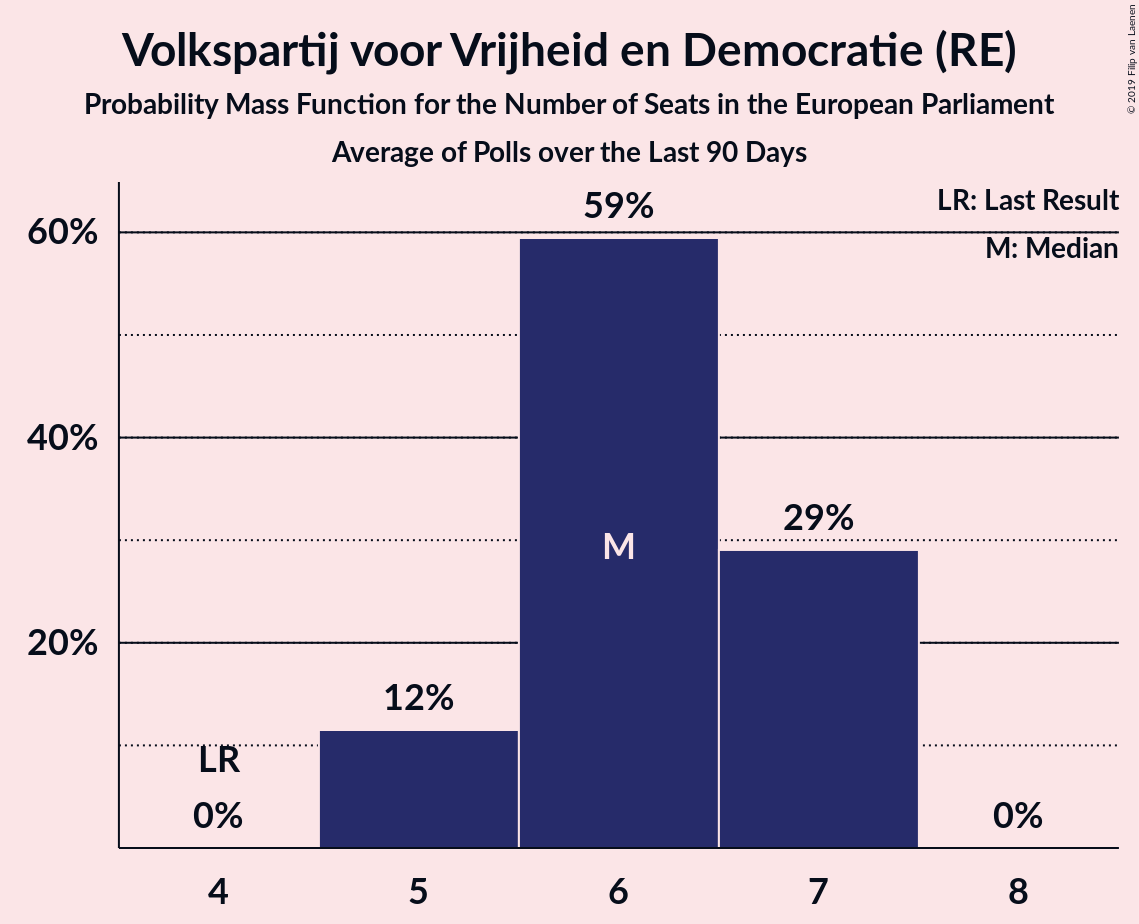 Volkspartij voor Vrijheid en Democratie (RE)
Probability Mass Function for the Number of Seats in the European Parliament
Average of Polls over the Last 90 Days
© 2019 Filip van Laenen
LR: Last Result
M: Median
60%
40%
20%
59%
29%
12%
M
LR
0%
0%
4
5
6
7
8